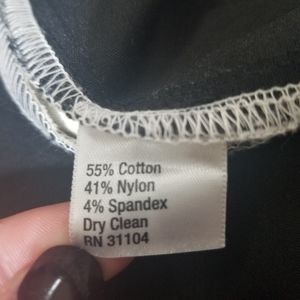 55% Cotton
41% Nylon
4% Spandex
Dry Clean
RN 31104